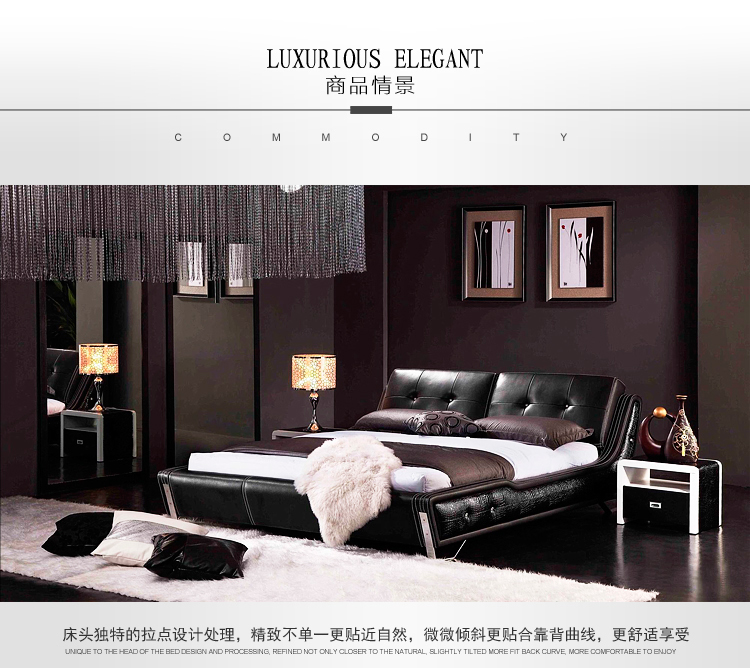 LUXURIOUS ELEGANT
商品情景
COMMODITY
床头独特的拉点设计处理，精致不单一更贴近自然，微微倾斜更贴合靠背曲线，更舒适享受
UNIQUE TO THE HEAD OF THE BED DESIGN AND PROCESSING, REFINED NOT ONLY CLOSER TO THE NATURAL, SLIGHTLY TILTED MORE FIT BACK CURVE, MORE COMFORTABLE TO ENJOY